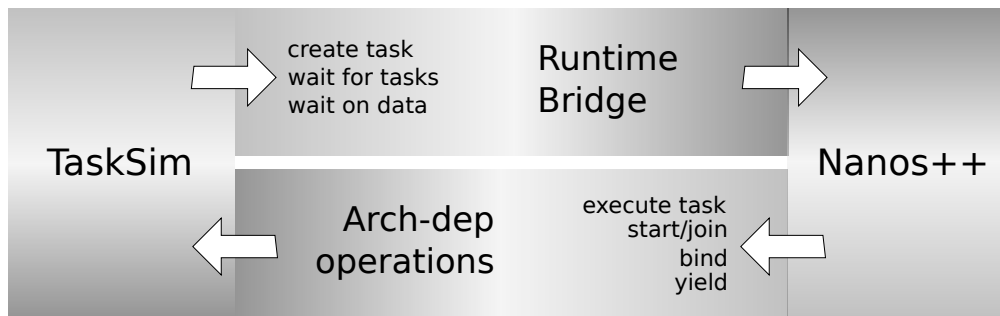 TaskSim
create task
wait for tasks
wait on data
Runtime
Bridge
Arch-dep
operations
execute task
start/join
bind
yield
Nanos++